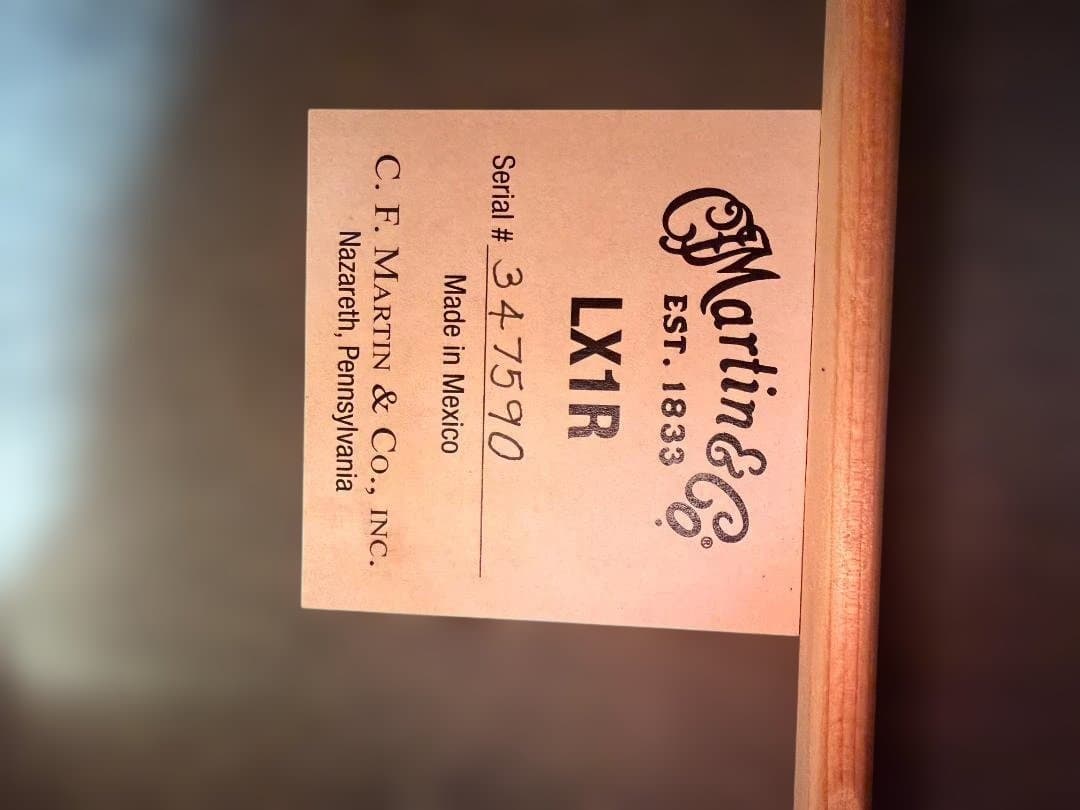 CFMartin & Co.®
EST. 1833
LX1R
Serial # 347590
Made in Mexico
C. F. MARTIN & CO., INC.
Nazareth, Pennsylvania